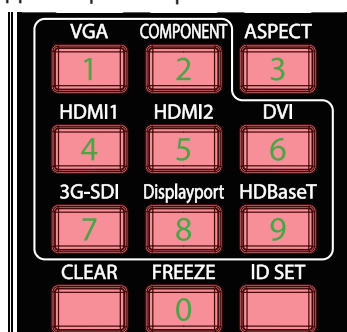 VGA COMPONENT ASPECT
1 2 3
HDMI1 HDMI2 DVI
4 5 6
3G-SDI Displayport HDBaseT
7 8 9
CLEAR FREEZE ID SET
0